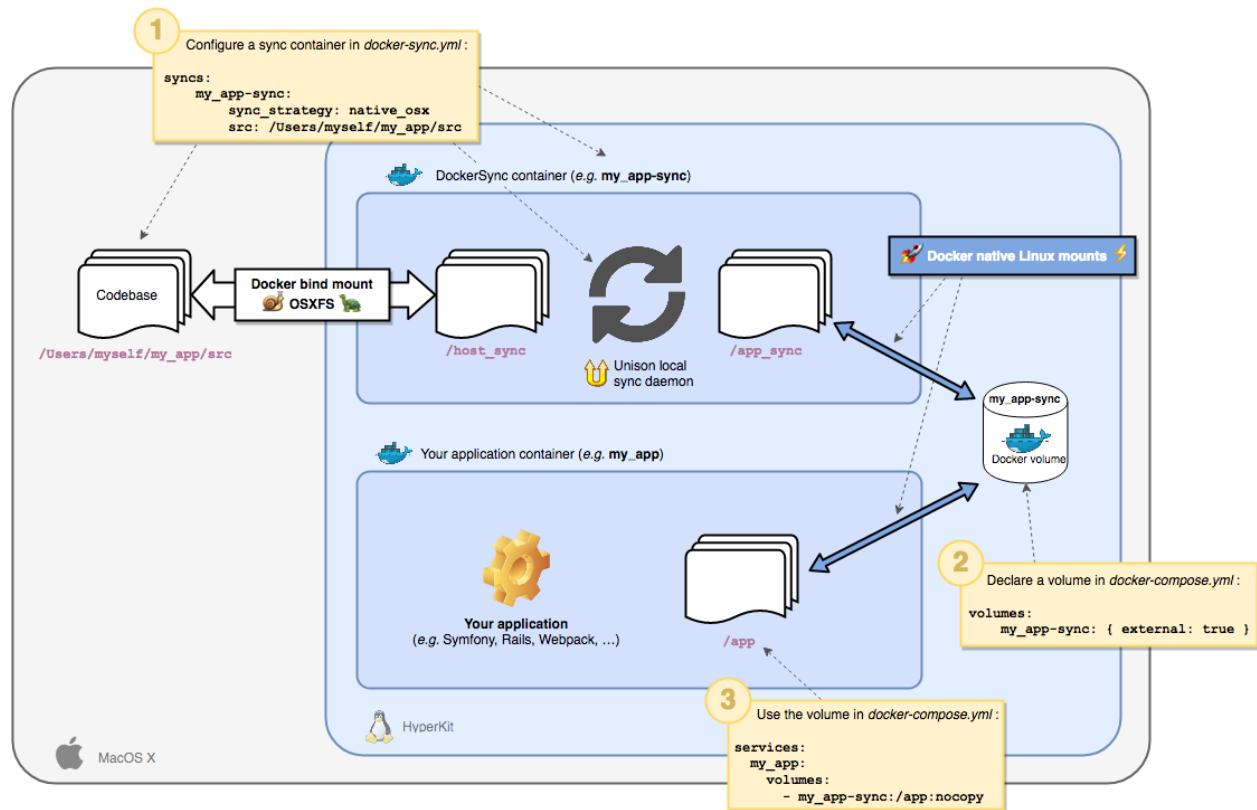 1
Configure a sync container in docker-sync.yml :
syncs:
    my_app-sync:
        sync_strategy: native_osx
        src: /Users/myself/my_app/src
DockerSync container (e.g. my_app-sync)
🚀 Docker native Linux mounts ⚡
Codebase
Docker bind mount
🐌 OSXFS 🐢
/Users/myself/my_app/src
/host_sync
/app_sync
U Unison local
sync daemon
my_app-sync
Docker volume
Your application container (e.g. my_app)
Your application
(e.g. Symfony, Rails, Webpack, …)
/app
2
Declare a volume in docker-compose.yml :
volumes:
    my_app-sync: { external: true }
3
Use the volume in docker-compose.yml :
services:
  my_app:
    volumes:
      - my_app-sync:/app:nocopy
HyperKit
MacOS X